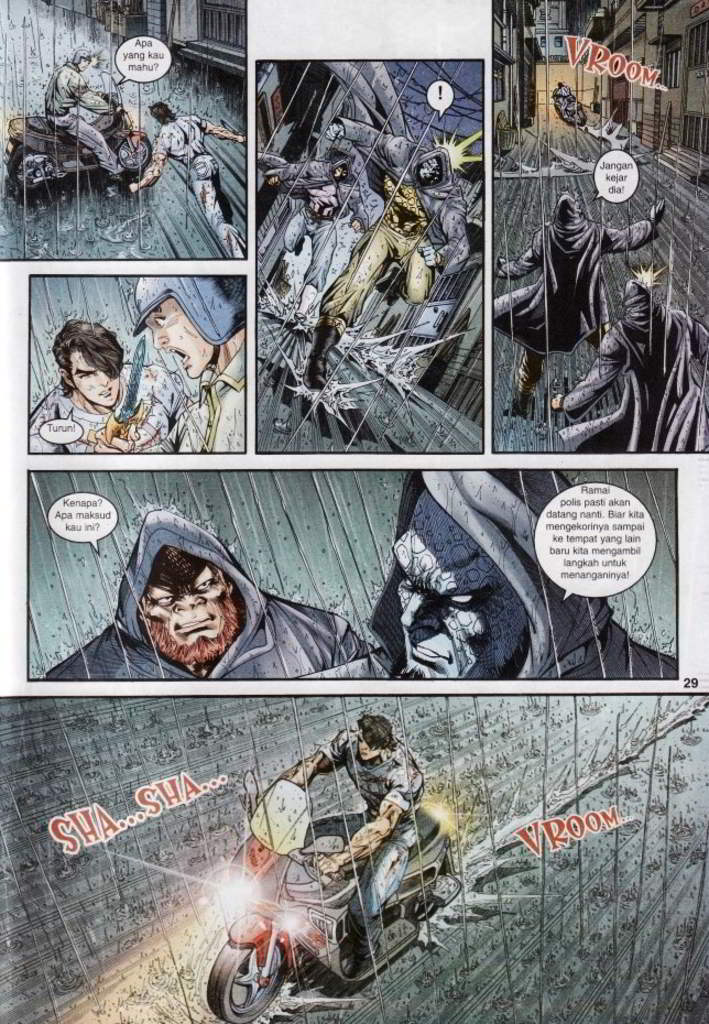 Apa
yang kau
mahu?
!
VROOM...
Jangan
kejar
dia!
Turun!
Kenapa?
Apa maksud
kau ini?
Ramai
polis pasti akan
datang nanti. Biar kita
mengekorinya sampai
ke tempat yang lain
baru kita mengambil
langkah untuk
menanganinya!
29
SHA...SHA...
VROOM...